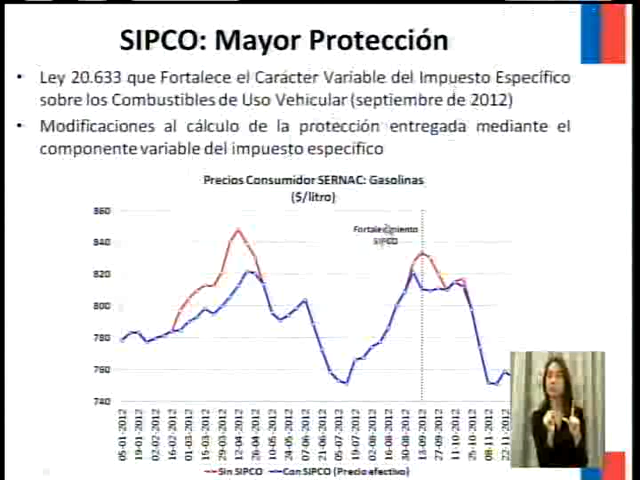 SIPCO: Mayor Protección
• Ley 20.633 que Fortalece el Carácter Variable del Impuesto Específico
sobre los Combustibles de Uso Vehicular (septiembre de 2012)
• Modificaciones al cálculo de la protección entregada mediante el
componente variable del impuesto específico
Precios Consumidor SERNAC: Gasolinas
($/litro)
860
840
820
800
780
760
740
Fortalecimiento
SIPCO
05-01-2012
19-01-2012
02-02-2012
16-02-2012
01-03-2012
15-03-2012
29-03-2012
12-04-2012
26-04-2012
10-05-2012
24-05-2012
07-06-2012
21-06-2012
05-07-2012
19-07-2012
02-08-2012
16-08-2012
30-08-2012
13-09-2012
27-09-2012
11-10-2012
25-10-2012
08-11-2012
22-11-2012
Sin SIPCO
Con SIPCO (Precio efectivo)